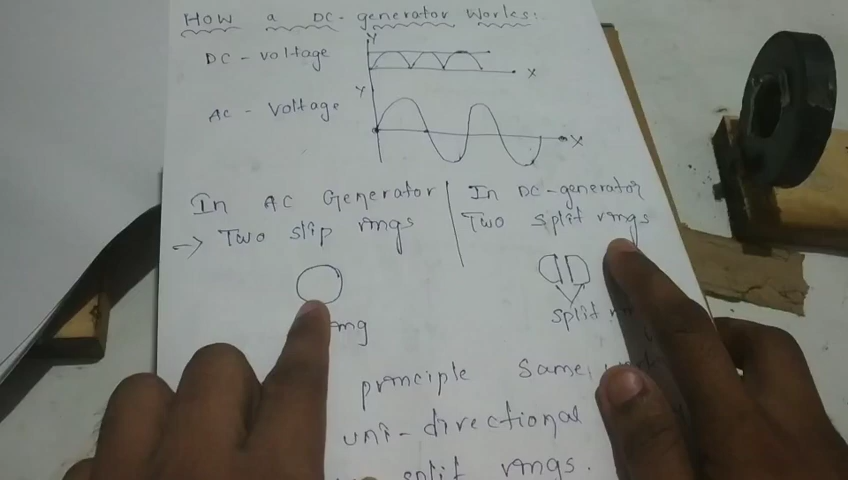 How a DC-generator Works:
Y
DC-voltage
X
Y
AC-Voltage
X
In AC Generator
→ Two slip rings
In DC-generator
Two split rings
split
principle same,
uni-directional
split rings.